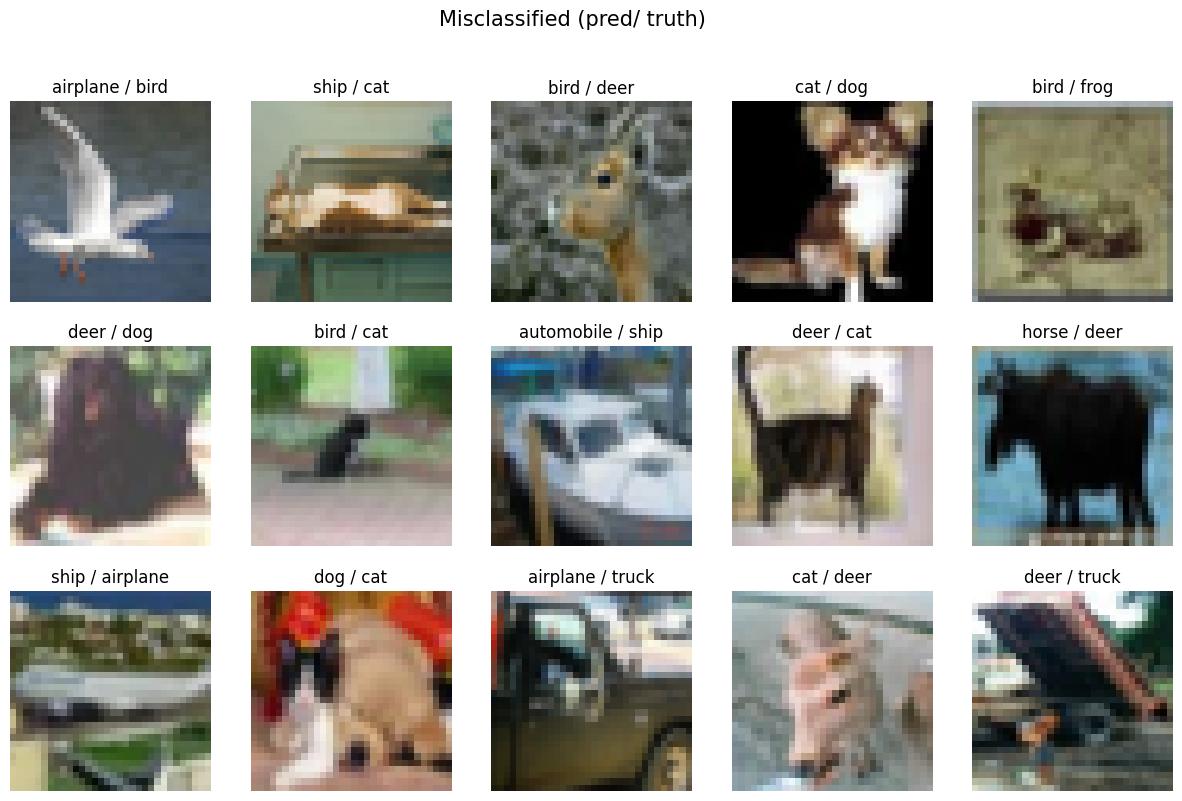 Misclassified (pred/ truth)
airplane / bird
ship / cat
bird / deer
cat / dog
bird / frog
deer / dog
bird / cat
automobile / ship
deer / cat
horse / deer
ship / airplane
dog / cat
airplane / truck
cat / deer
deer / truck